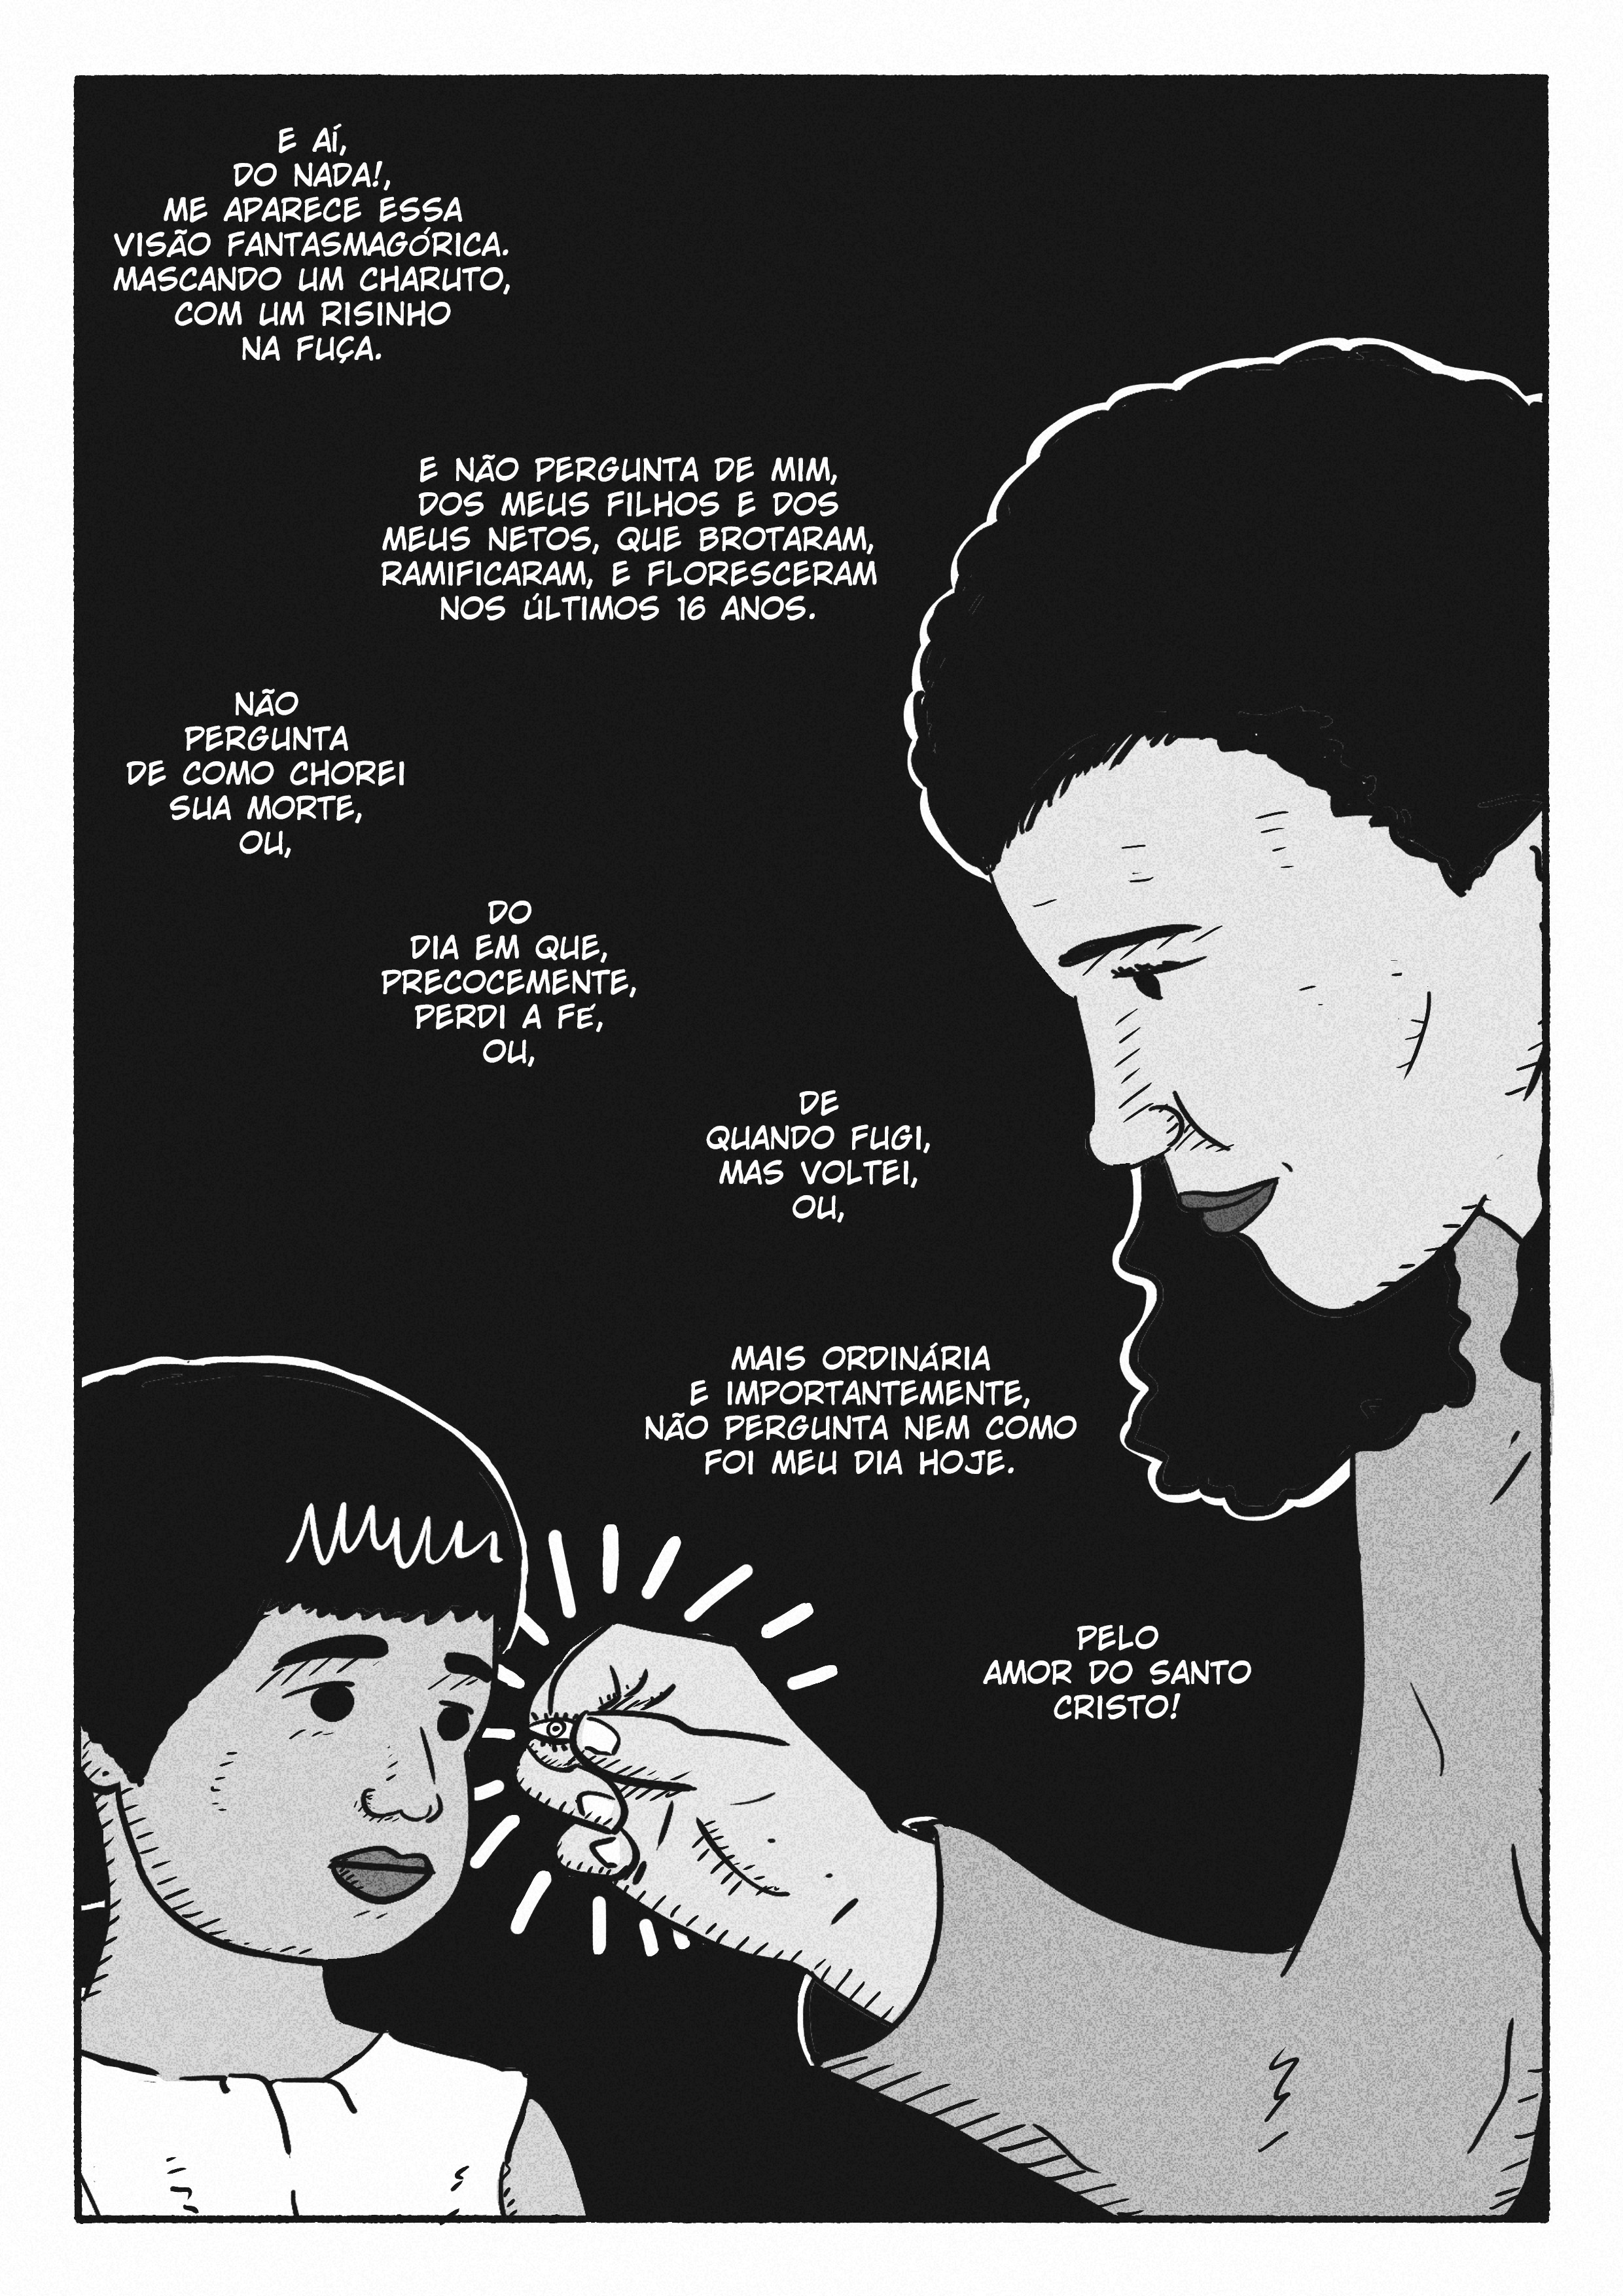 E AÍ,
DO NADA!,
ME APARECE ESSA
VISÃO FANTASMAGÓRICA.
MASCANDO UM CHARUTO,
COM UM RISINHO
NA FUÇA.
E NÃO PERGUNTA DE MIM,
DOS MEUS FILHOS E DOS
MEUS NETOS, QUE BROTARAM,
RAMIFICARAM, E FLORESCERAM
NOS ÚLTIMOS 16 ANOS.
NÃO
PERGUNTA
DE COMO CHOREI
SUA MORTE,
OU,
DO
DIA EM QUE,
PRECOCEMENTE,
PERDI A FÉ,
OU,
DE
QUANDO FUGI,
MAS VOLTEI,
OU,
MAIS ORDINÁRIA
E IMPORTANTEMENTE,
NÃO PERGUNTA NEM COMO
FOI MEU DIA HOJE.
PELO
AMOR DO SANTO
CRISTO!